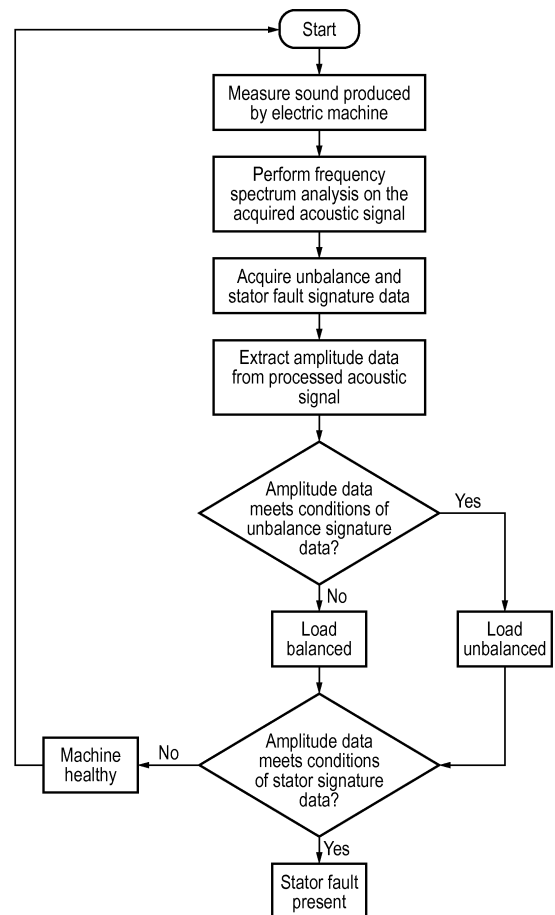 Start
Measure sound produced
by electric machine
Perform frequency
spectrum analysis on the
acquired acoustic signal
Acquire unbalance and
stator fault signature data
Extract amplitude data
from processed acoustic
signal
Amplitude data
meets conditions of
unbalance signature
data?
Yes
No
Load
balanced
Load
unbalanced
Amplitude data
meets conditions
of stator signature
data?
No
Machine
healthy
Yes
Stator fault
present